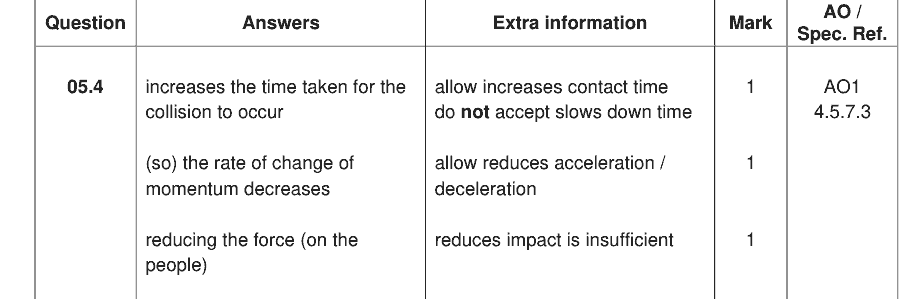 Question Answers Extra information Mark AO / Spec. Ref.
05.4 increases the time taken for the allow increases contact time 1 AO1
collision to occur do not accept slows down time 4.5.7.3
(so) the rate of change of allow reduces acceleration / 1
momentum decreases deceleration
reducing the force (on the reduces impact is insufficient 1
people)